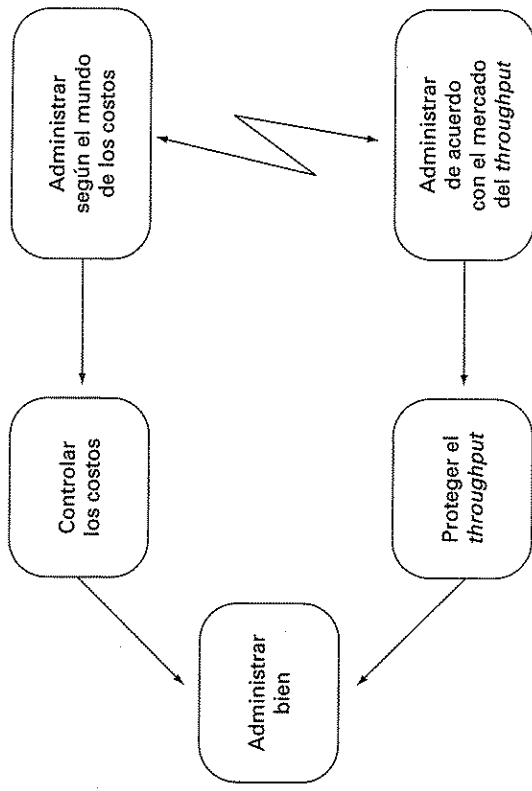 Administrar
bien
Controlar
los costos
Administrar
según el mundo
de los costos
Proteger el
throughput
Administrar
de acuerdo
con el mercado
del throughput